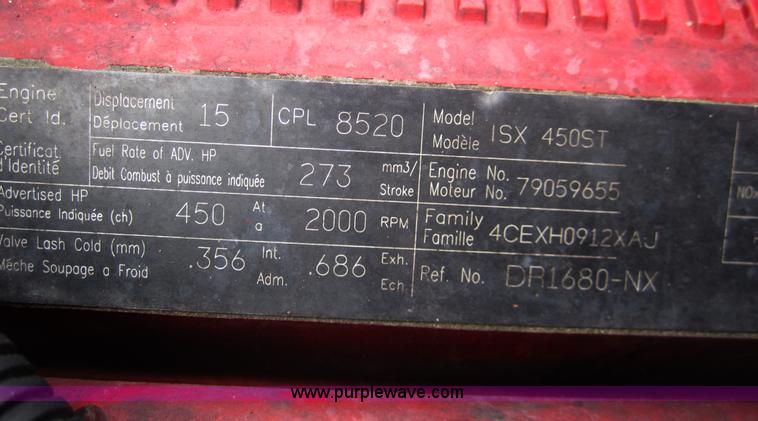 Engine
Cert Id.
Certificat
d'Identité
Displacement
Déplacement 15
CPL 8520
Model
Modèle ISX 450ST
Fuel Rate of ADV. HP
Debit Combust à puissance indiquée 273 mm3/
Stroke
Engine No.
Moteur No. 79059655
Advertised HP
Puissance Indiquée (ch) 450 At
a 2000 RPM
Family
Famille 4CEXH0912XAJ
Valve Lash Cold (mm)
Mêche Soupage a Froid .356 Int.
Adm. .686 Exh.
Ech.
Ref. No. DR1680-NX
www.purplewave.com